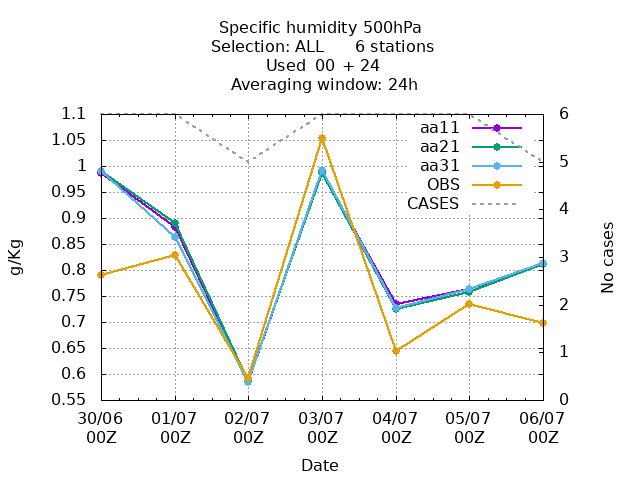 Specific humidity 500hPa
Selection: ALL 6 stations
Used 00 + 24
Averaging window: 24h
1.1
1.05
1
0.95
0.9
0.85
0.8
0.75
0.7
0.65
0.6
0.55
g/Kg
6
5
4
3
2
1
0
No cases
aa11
aa21
aa31
OBS
CASES
30/06 01/07 02/07 03/07 04/07 05/07 06/07
00Z 00Z 00Z 00Z 00Z 00Z 00Z
Date